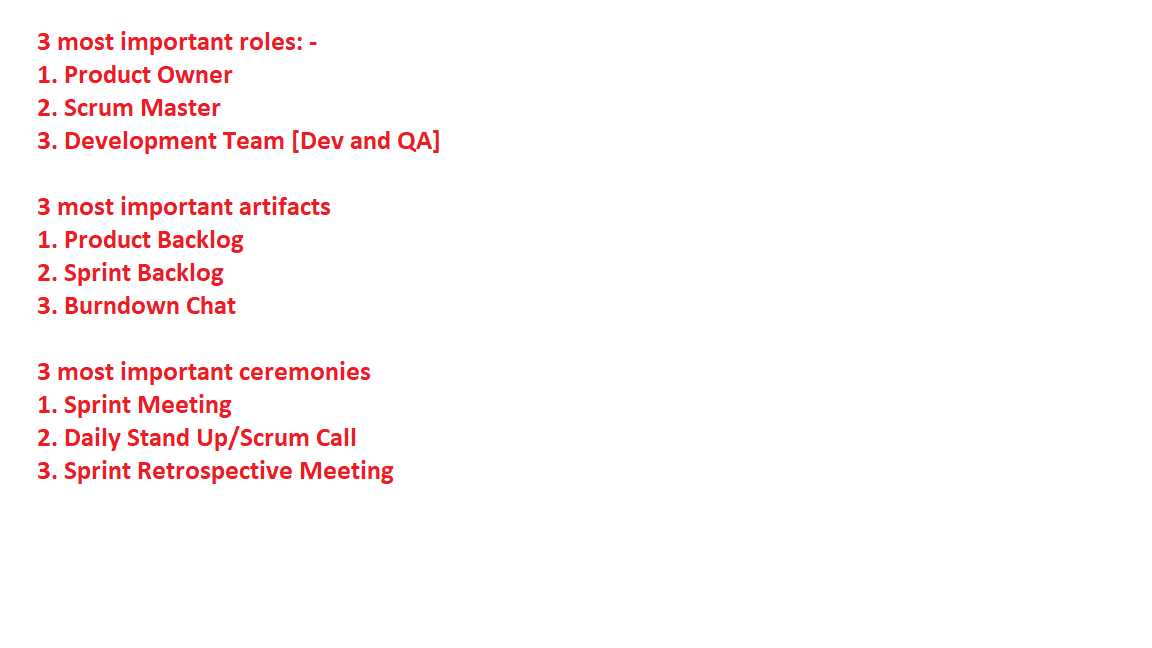 3 most important roles: -
1. Product Owner
2. Scrum Master
3. Development Team [Dev and QA]
3 most important artifacts
1. Product Backlog
2. Sprint Backlog
3. Burndown Chat
3 most important ceremonies
1. Sprint Meeting
2. Daily Stand Up/Scrum Call
3. Sprint Retrospective Meeting